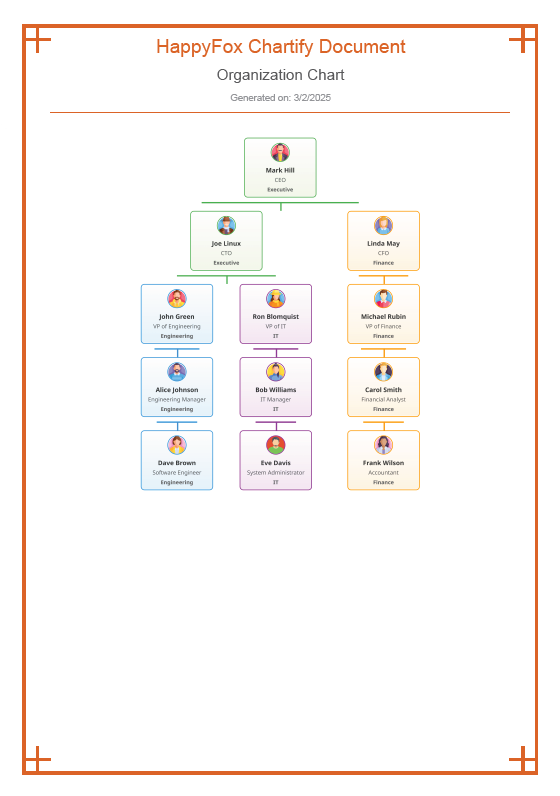 HappyFox Chartify Document
Organization Chart
Generated on: 3/2/2025
Mark Hill
CEO
Executive
Joe Linux
CTO
Executive
Linda May
CFO
Finance
John Green
VP of Engineering
Engineering
Ron Blomquist
VP of IT
IT
Michael Rubin
VP of Finance
Finance
Alice Johnson
Engineering Manager
Engineering
Bob Williams
IT Manager
IT
Carol Smith
Financial Analyst
Finance
Dave Brown
Software Engineer
Engineering
Eve Davis
System Administrator
IT
Frank Wilson
Accountant
Finance